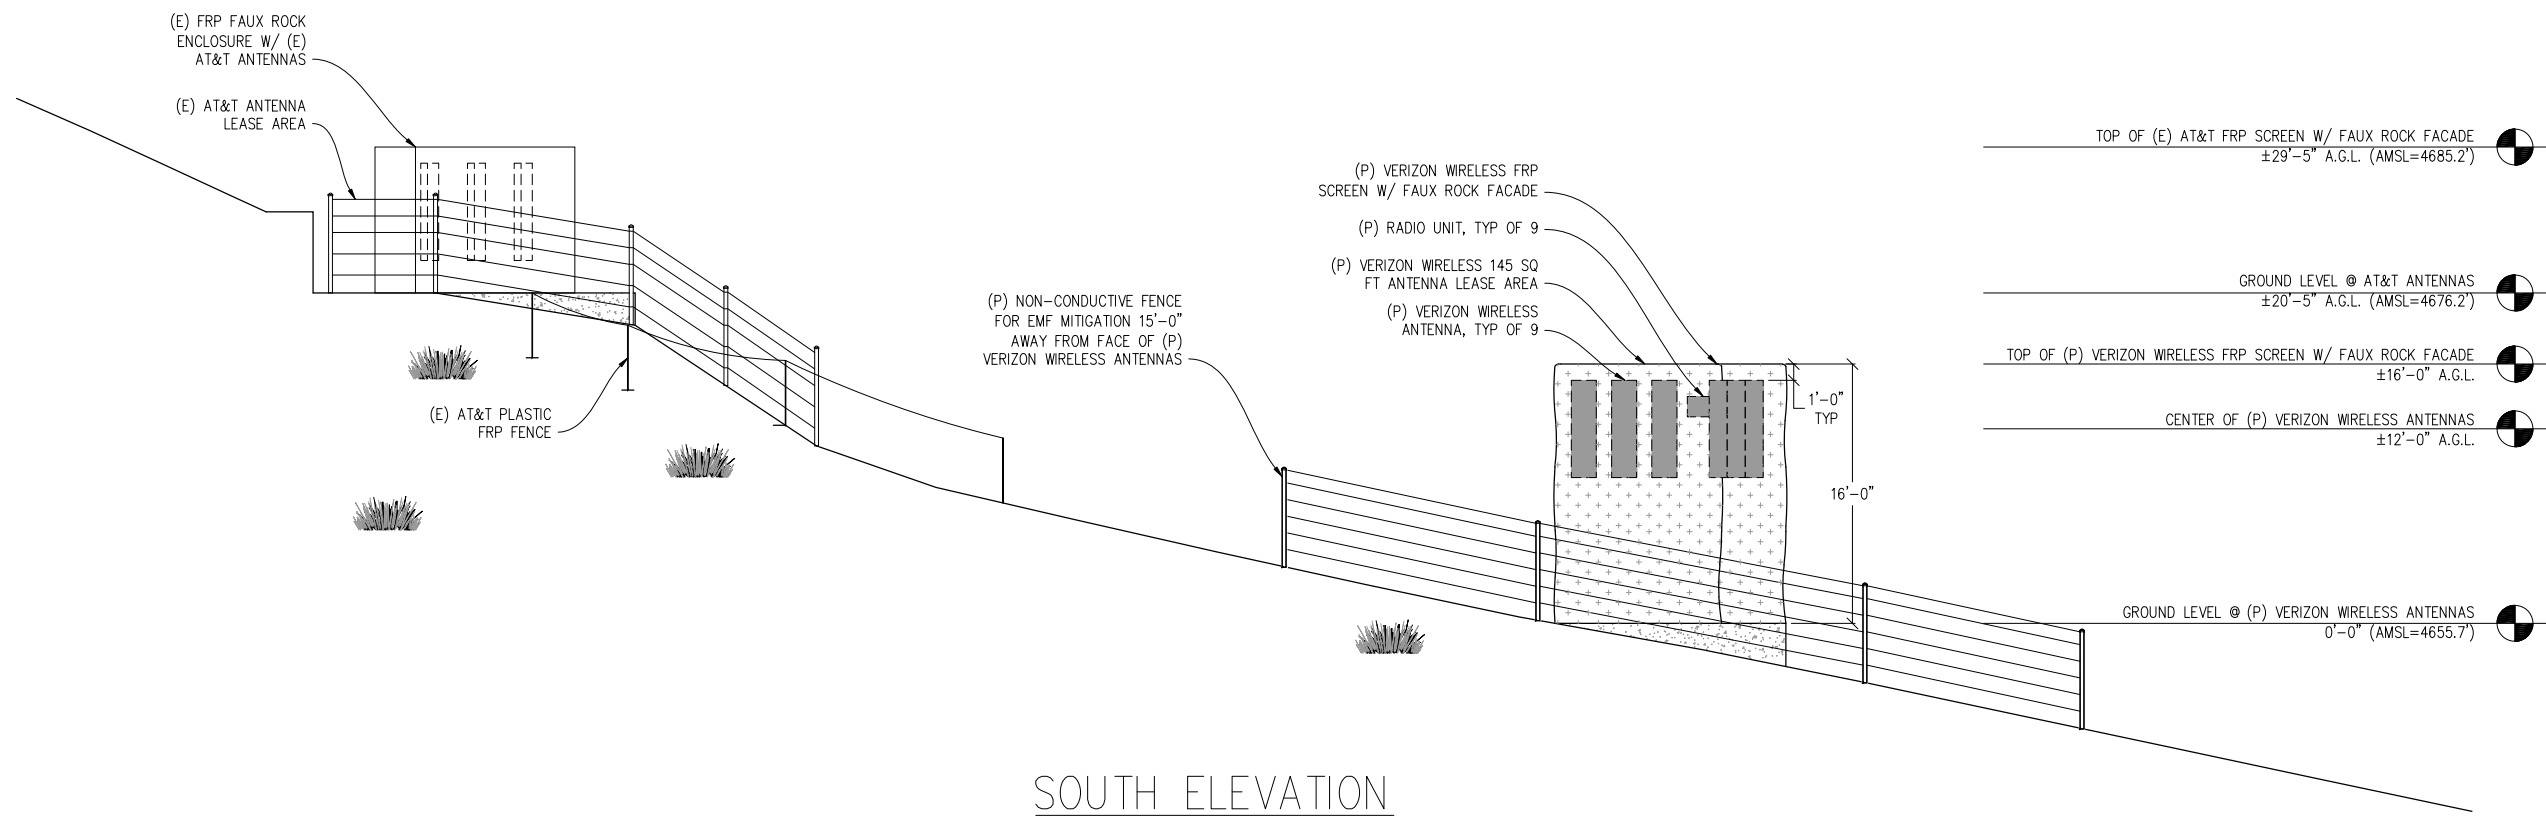 (E) FRP FAUX ROCK
ENCLOSURE W/ (E)
AT&T ANTENNAS
(E) AT&T ANTENNA
LEASE AREA
(E) AT&T PLASTIC
FRP FENCE
(P) NON-CONDUCTIVE FENCE
FOR EMF MITIGATION 15'-0"
AWAY FROM FACE OF (P)
VERIZON WIRELESS ANTENNAS
(P) VERIZON WIRELESS FRP
SCREEN W/ FAUX ROCK FACADE
(P) RADIO UNIT, TYP OF 9
(P) VERIZON WIRELESS 145 SQ
FT ANTENNA LEASE AREA
(P) VERIZON WIRELESS
ANTENNA, TYP OF 9
1'-0"
TYP
16'-0"
TOP OF (E) AT&T FRP SCREEN W/ FAUX ROCK FACADE
±29'-5" A.G.L. (AMSL=4685.2')
GROUND LEVEL @ AT&T ANTENNAS
±20'-5" A.G.L. (AMSL=4676.2')
TOP OF (P) VERIZON WIRELESS FRP SCREEN W/ FAUX ROCK FACADE
±16'-0" A.G.L.
CENTER OF (P) VERIZON WIRELESS ANTENNAS
±12'-0" A.G.L.
GROUND LEVEL @ (P) VERIZON WIRELESS ANTENNAS
0'-0" (AMSL=4655.7')
SOUTH ELEVATION